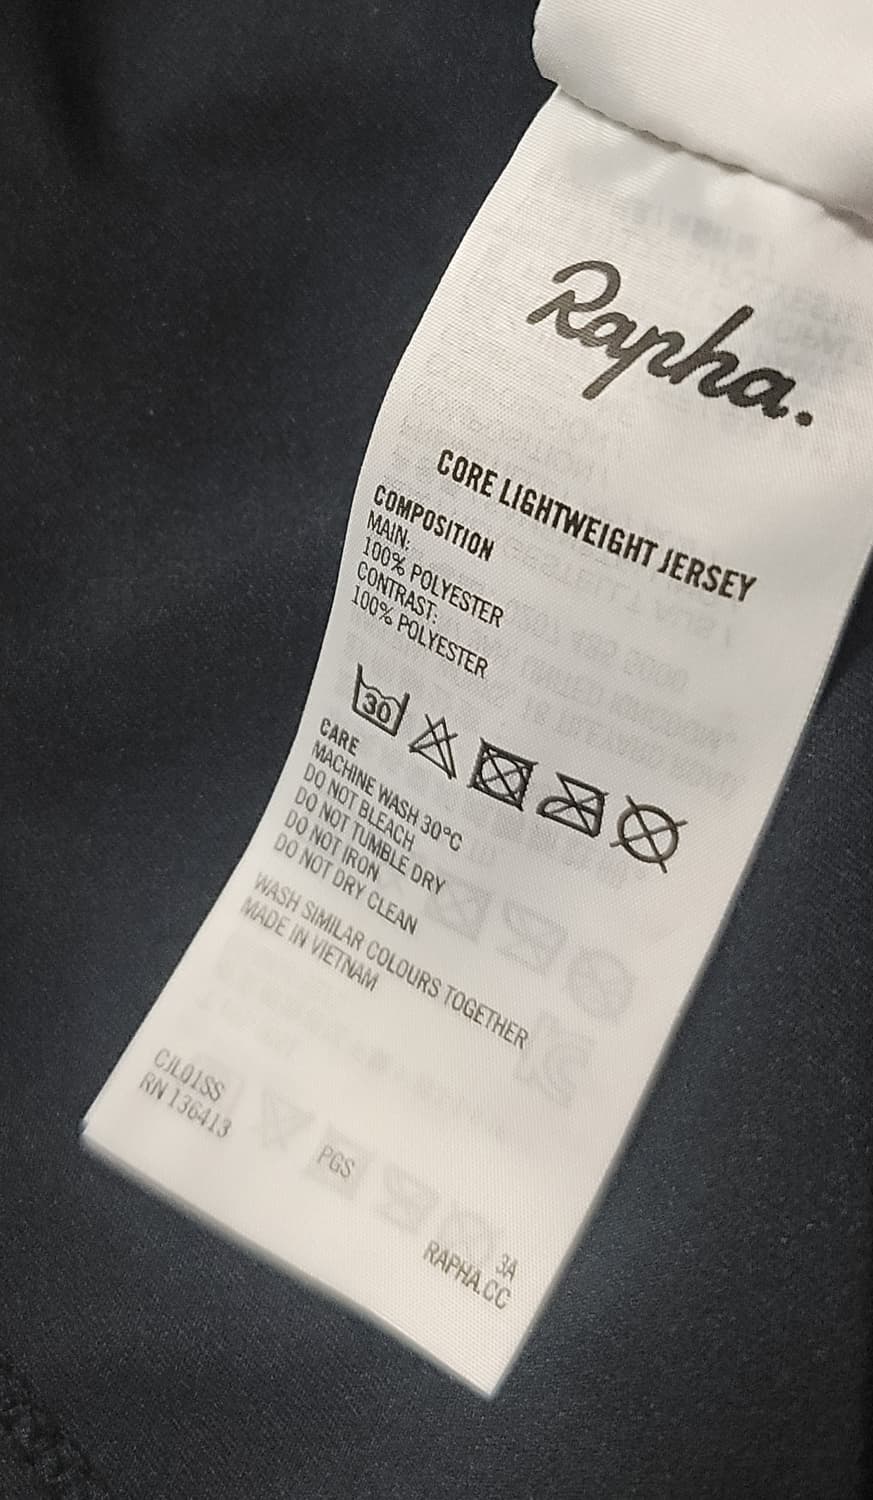 Rapha.
CORE LIGHTWEIGHT JERSEY
COMPOSITION
MAIN:
100% POLYESTER
CONTRAST:
100% POLYESTER
30
CARE
MACHINE WASH 30°C
DO NOT BLEACH
DO NOT TUMBLE DRY
DO NOT IRON
DO NOT DRY CLEAN
WASH SIMILAR COLOURS TOGETHER
MADE IN VIETNAM
CJL01SS
RN 136413
PGS
3A
RAPHA.CC